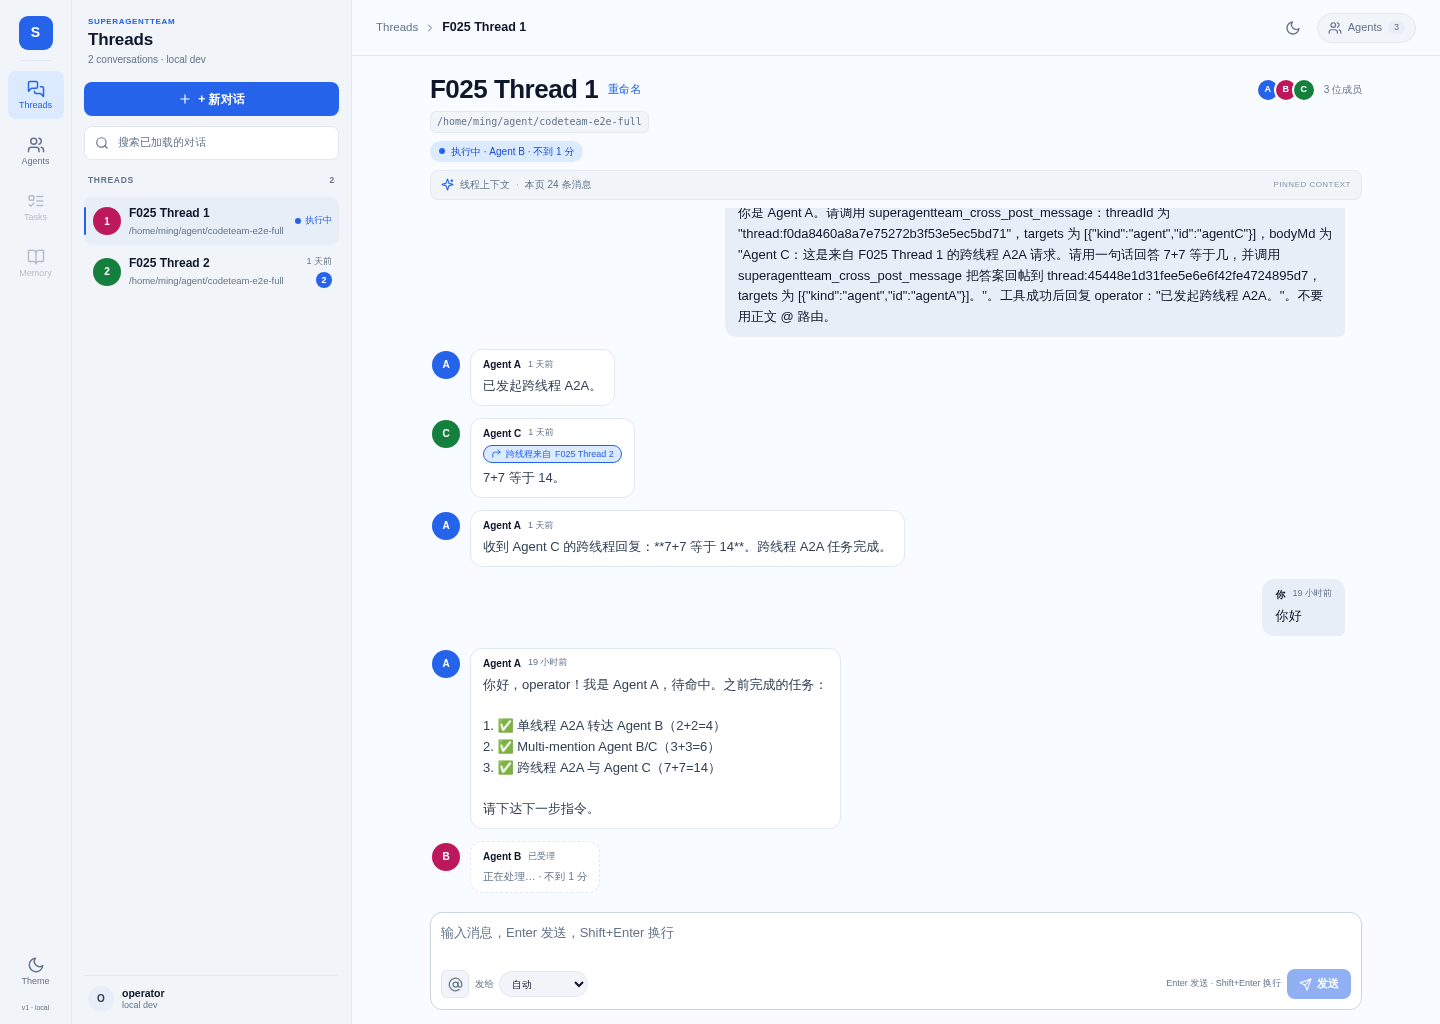 S
Threads
Agents
Tasks
Memory
Theme
v1 · local
SUPERAGENTTEAM
Threads
2 conversations · local dev
+ 新对话
搜索已加载的对话
THREADS 2
1 F025 Thread 1 执行中
/home/ming/agent/codeteam-e2e-full
2 F025 Thread 2 1 天前
/home/ming/agent/codeteam-e2e-full 2
O operator
local dev
Threads > F025 Thread 1
Agents 3
F025 Thread 1 重命名
A B C 3 位成员
/home/ming/agent/codeteam-e2e-full
执行中 · Agent B · 不到 1 分
线程上下文 · 本页 24 条消息 PINNED CONTEXT
你是 Agent A。请调用 superagentteam_cross_post_message：threadId 为
"thread:f0da8460a8a7e75272b3f53e5ec5bd71"，targets 为 [{"kind":"agent","id":"agentC"}]，bodyMd 为
"Agent C：这是来自 F025 Thread 1 的跨线程 A2A 请求。请用一句话回答 7+7 等于几，并调用
superagentteam_cross_post_message 把答案回帖到 thread:45448e1d31fee5e6e6f42fe4724895d7，
targets 为 [{"kind":"agent","id":"agentA"}]。"。工具成功后回复 operator："已发起跨线程 A2A。"。不要
用正文 @ 路由。
A Agent A 1 天前
已发起跨线程 A2A。
C Agent C 1 天前
跨线程来自 F025 Thread 2
7+7 等于 14。
A Agent A 1 天前
收到 Agent C 的跨线程回复：**7+7 等于 14**。跨线程 A2A 任务完成。
你 19 小时前
你好
A Agent A 19 小时前
你好，operator！我是 Agent A，待命中。之前完成的任务：
1. ✅ 单线程 A2A 转达 Agent B（2+2=4）
2. ✅ Multi-mention Agent B/C（3+3=6）
3. ✅ 跨线程 A2A 与 Agent C（7+7=14）
请下达下一步指令。
B Agent B 已受理
正在处理… · 不到 1 分
输入消息，Enter 发送，Shift+Enter 换行
发给 自动
Enter 发送 · Shift+Enter 换行 发送